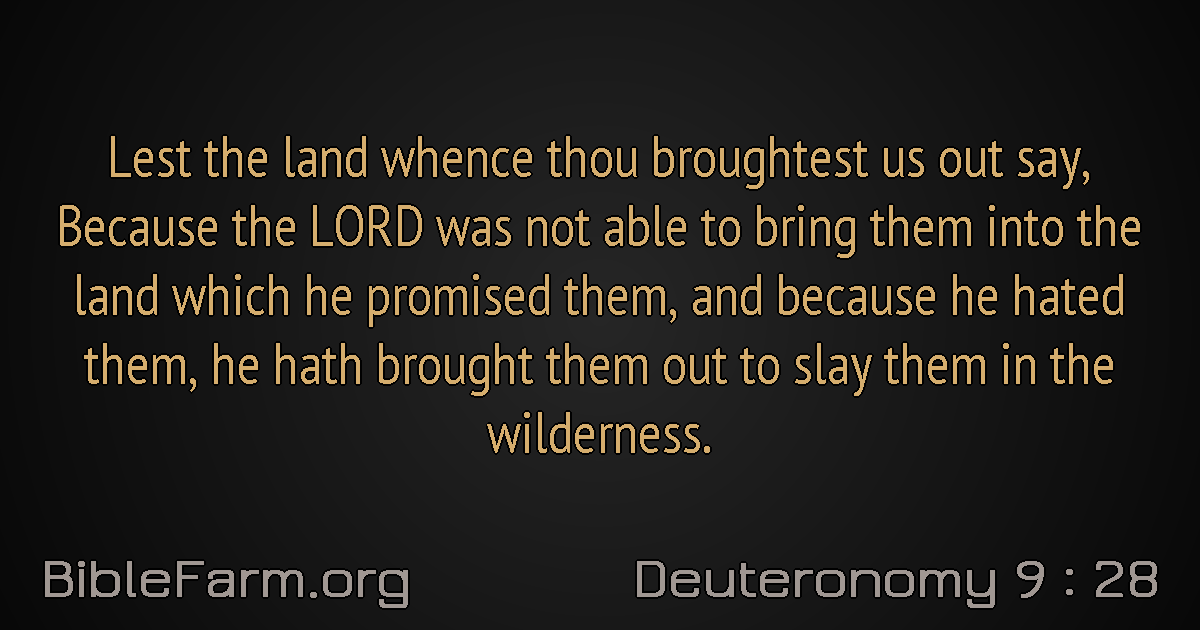 Lest the land whence thou broughtest us out say,
Because the LORD was not able to bring them into the
land which he promised them, and because he hated
them, he hath brought them out to slay them in the
wilderness.
BibleFarm.org
Deuteronomy 9 : 28